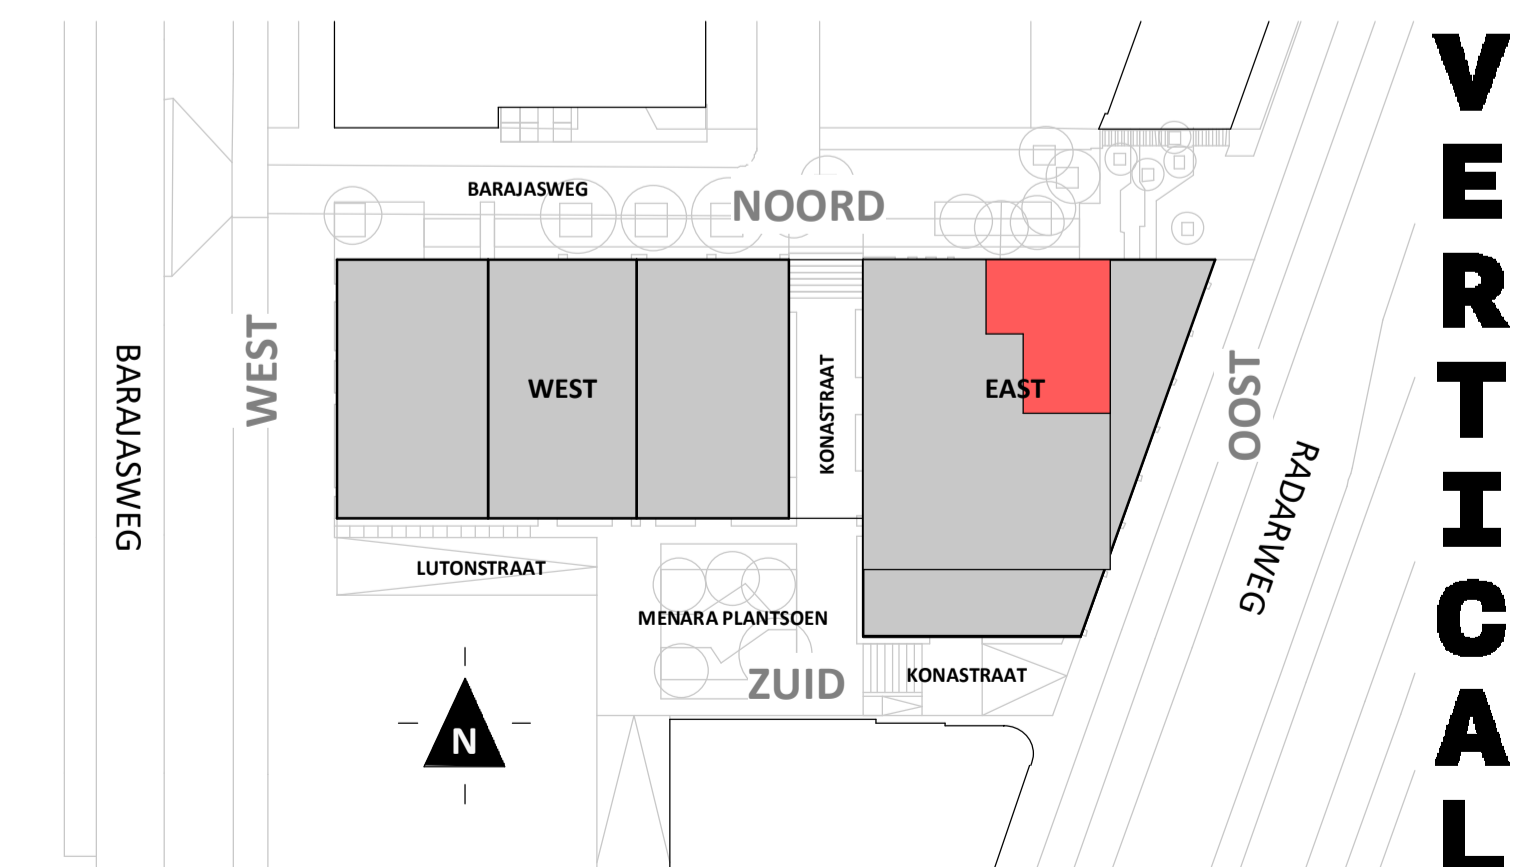 BARAJASWEG
NOORD
WEST
BARAJASWEG
WEST
KONASTRAAT
EAST
OOST
RADARWEG
LUTONSTRAAT
MENARA PLANTSOEN
ZUID
KONASTRAAT
N
VERTICAL